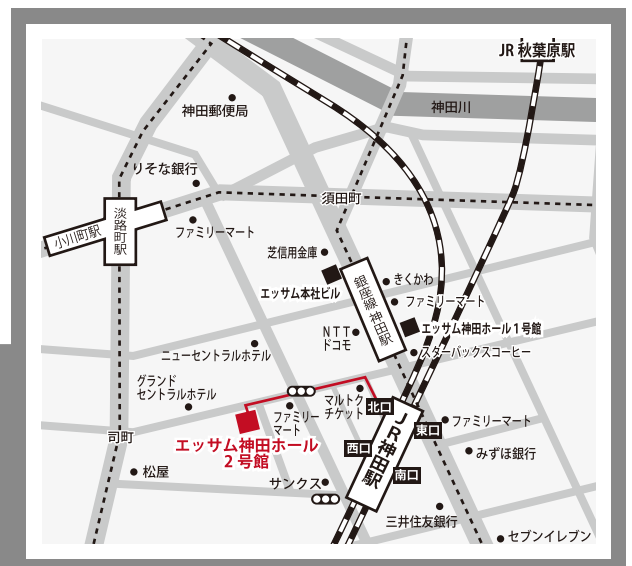 JR 秋葉原駅
神田郵便局
神田川
りそな銀行
須田町
淡路町駅
小川町駅
ファミリーマート
芝信用金庫
きくかわ
エッサム本社ビル
銀座線 神田駅
ファミリーマート
NTT
ドコモ
エッサム神田ホール1号館
ニューセントラルホテル
スターバックスコーヒー
グランド
セントラルホテル
マルトク
チケット
北口
ファミリー
マート
ファミリーマート
東口
司町
エッサム神田ホール
2号館
西口
JR神田駅
みずほ銀行
松屋
サンクス
南口
三井住友銀行
セブンイレブン